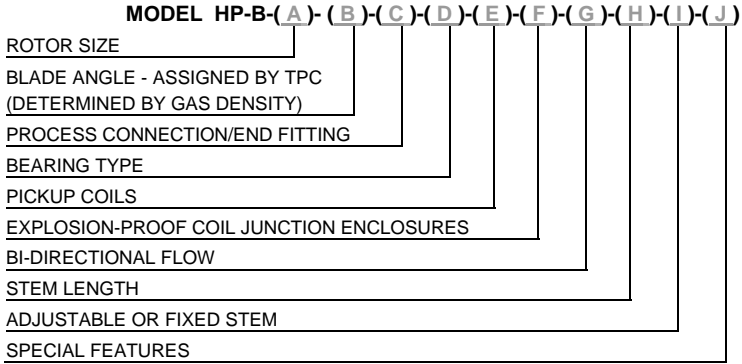 MODEL HP-B-( A )- ( B )-( C )-( D )-( E )-( F )-( G )-( H )-( I )-( J )
ROTOR SIZE
BLADE ANGLE - ASSIGNED BY TPC
(DETERMINED BY GAS DENSITY)
PROCESS CONNECTION/END FITTING
BEARING TYPE
PICKUP COILS
EXPLOSION-PROOF COIL JUNCTION ENCLOSURES
BI-DIRECTIONAL FLOW
STEM LENGTH
ADJUSTABLE OR FIXED STEM
SPECIAL FEATURES